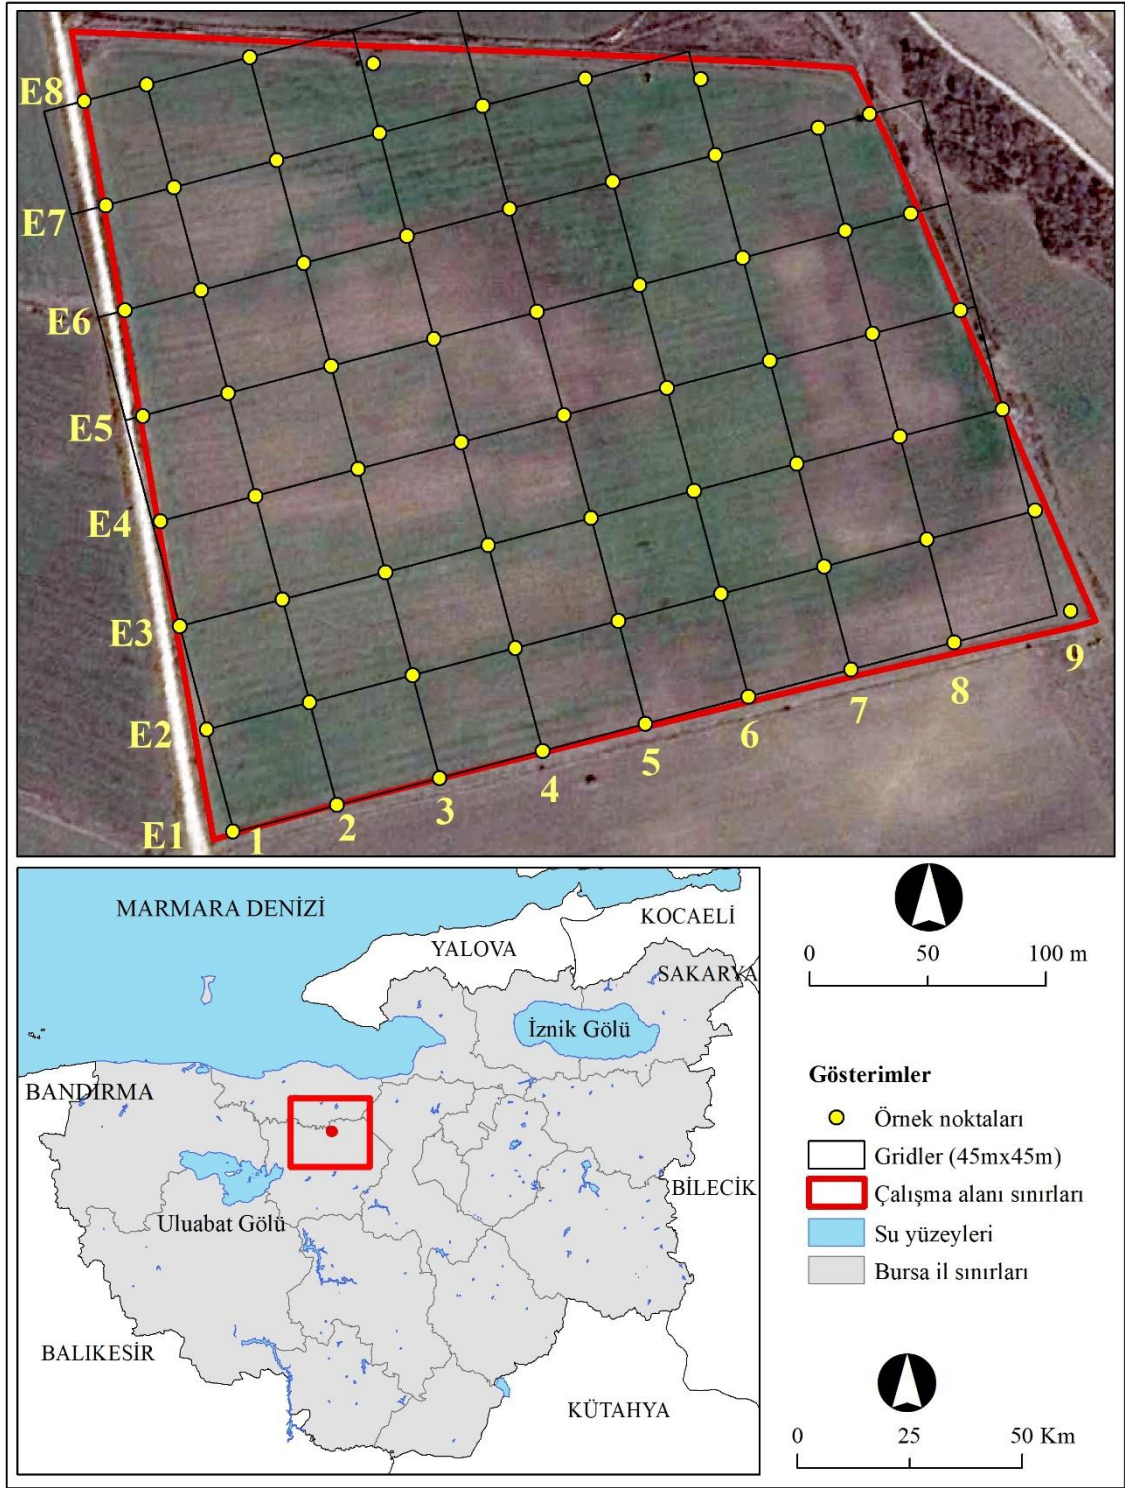 E8
E7
E6
E5
E4
E3
E2
E1
1
2
3
4
5
6
7
8
9
MARMARA DENİZİ
YALOVA
KOCAELİ
SAKARYA
İznik Gölü
BANDIRMA
Uluabat Gölü
BİLECİK
BALIKESİR
KÜTAHYA
0 50 100 m
Gösterimler
Örnek noktaları
Gridler (45mx45m)
Çalışma alanı sınırları
Su yüzeyleri
Bursa il sınırları
0 25 50 Km